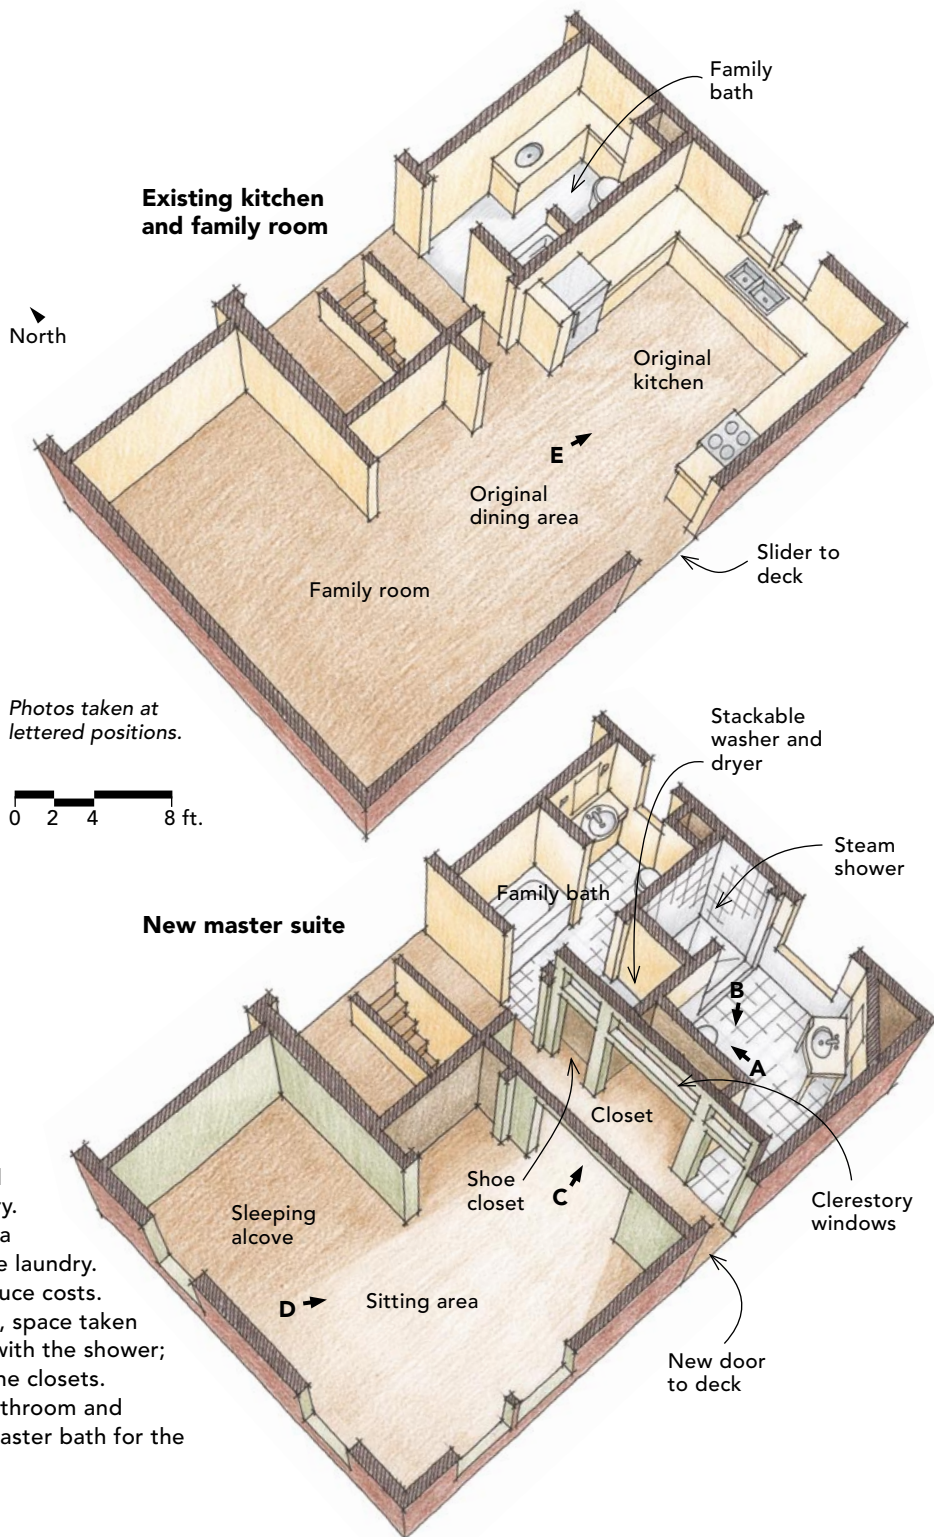 Family
bath
Existing kitchen
and family room
North
Original
kitchen
E
Original
dining area
Slider to
deck
Family room
Photos taken at
lettered positions.
0 2 4 8 ft.
Stackable
washer and
dryer
Steam
shower
New master suite
Family bath
B
A
Closet
Shoe
closet
C
Clerestory
windows
Sleeping
alcove
D
Sitting area
New door
to deck
y.
a
e laundry.
uce costs.
, space taken
with the shower;
he closets.
throom and
aster bath for the